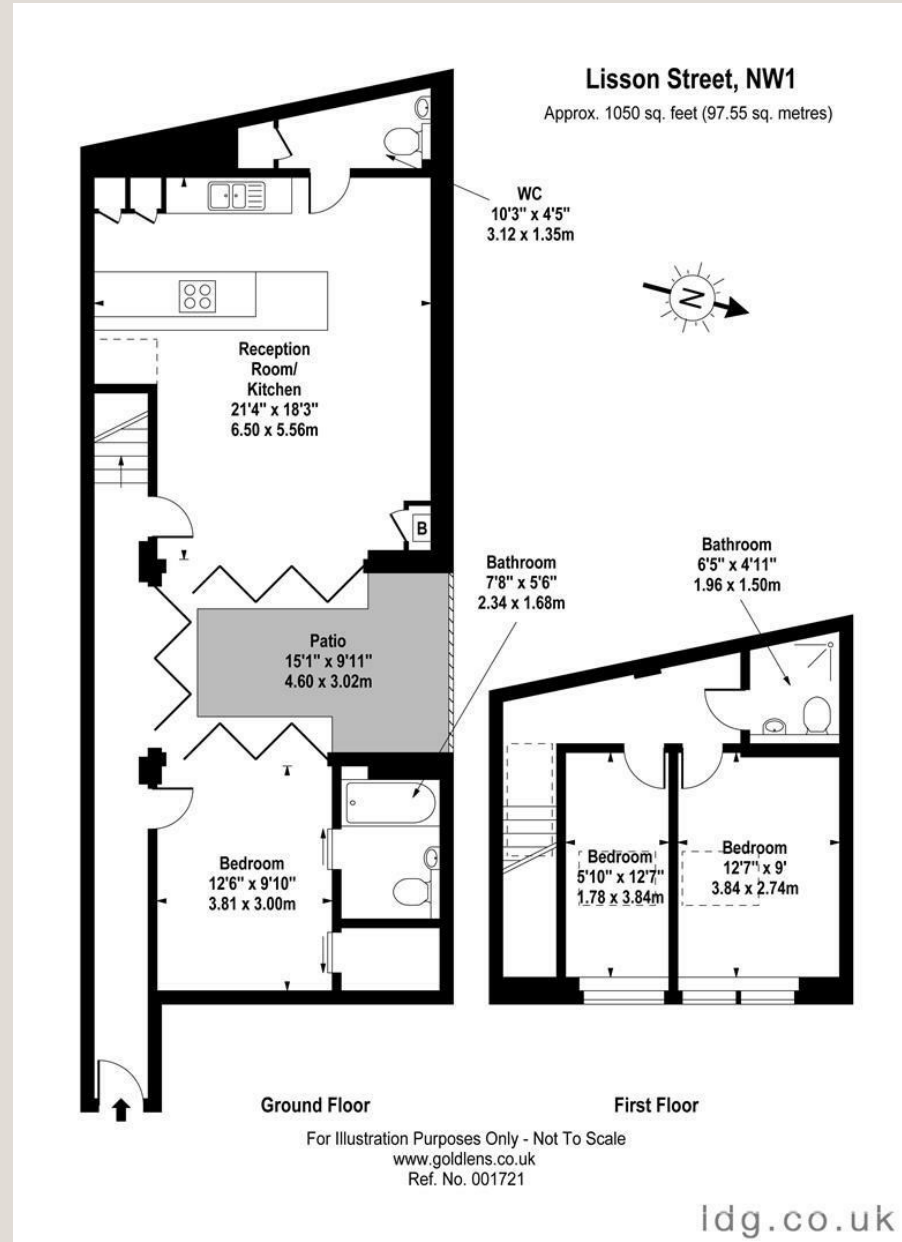 Lisson Street, NW1
Approx. 1050 sq. feet (97.55 sq. metres)
WC
10'3" x 4'5"
3.12 x 1.35m
N
Reception
Room/
Kitchen
21'4" x 18'3"
6.50 x 5.56m
B
Bathroom
7'8" x 5'6"
2.34 x 1.68m
Bathroom
6'5" x 4'11"
1.96 x 1.50m
Patio
15'1" x 9'11"
4.60 x 3.02m
Bedroom
12'6" x 9'10"
3.81 x 3.00m
Bedroom
5'10" x 12'7"
1.78 x 3.84m
Bedroom
12'7" x 9'
3.84 x 2.74m
Ground Floor
First Floor
For Illustration Purposes Only - Not To Scale
www.goldlens.co.uk
Ref. No. 001721
idg.co.uk